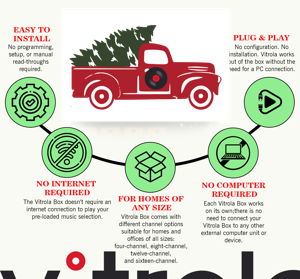 EASY TO
INSTALL
No programming,
setup, or manual
read-throughs
required.
PLUG & PLAY
No configuration. No
installation. Vitrola works
out of the box without the
need for a PC connection.
NO INTERNET
REQUIRED
The Vitrola Box doesn't require an
internet connection to play your
pre-loaded music selection.
FOR HOMES OF
ANY SIZE
Vitrola Box comes with
different channel options
suitable for homes and
offices of all sizes:
four-channel, eight-channel,
twelve-channel,
and sixteen-channel.
NO COMPUTER
REQUIRED
Each Vitrola Box works
on its own;there is no
need to connect your
Vitrola Box to any other
external computer unit or
device.
vitrola